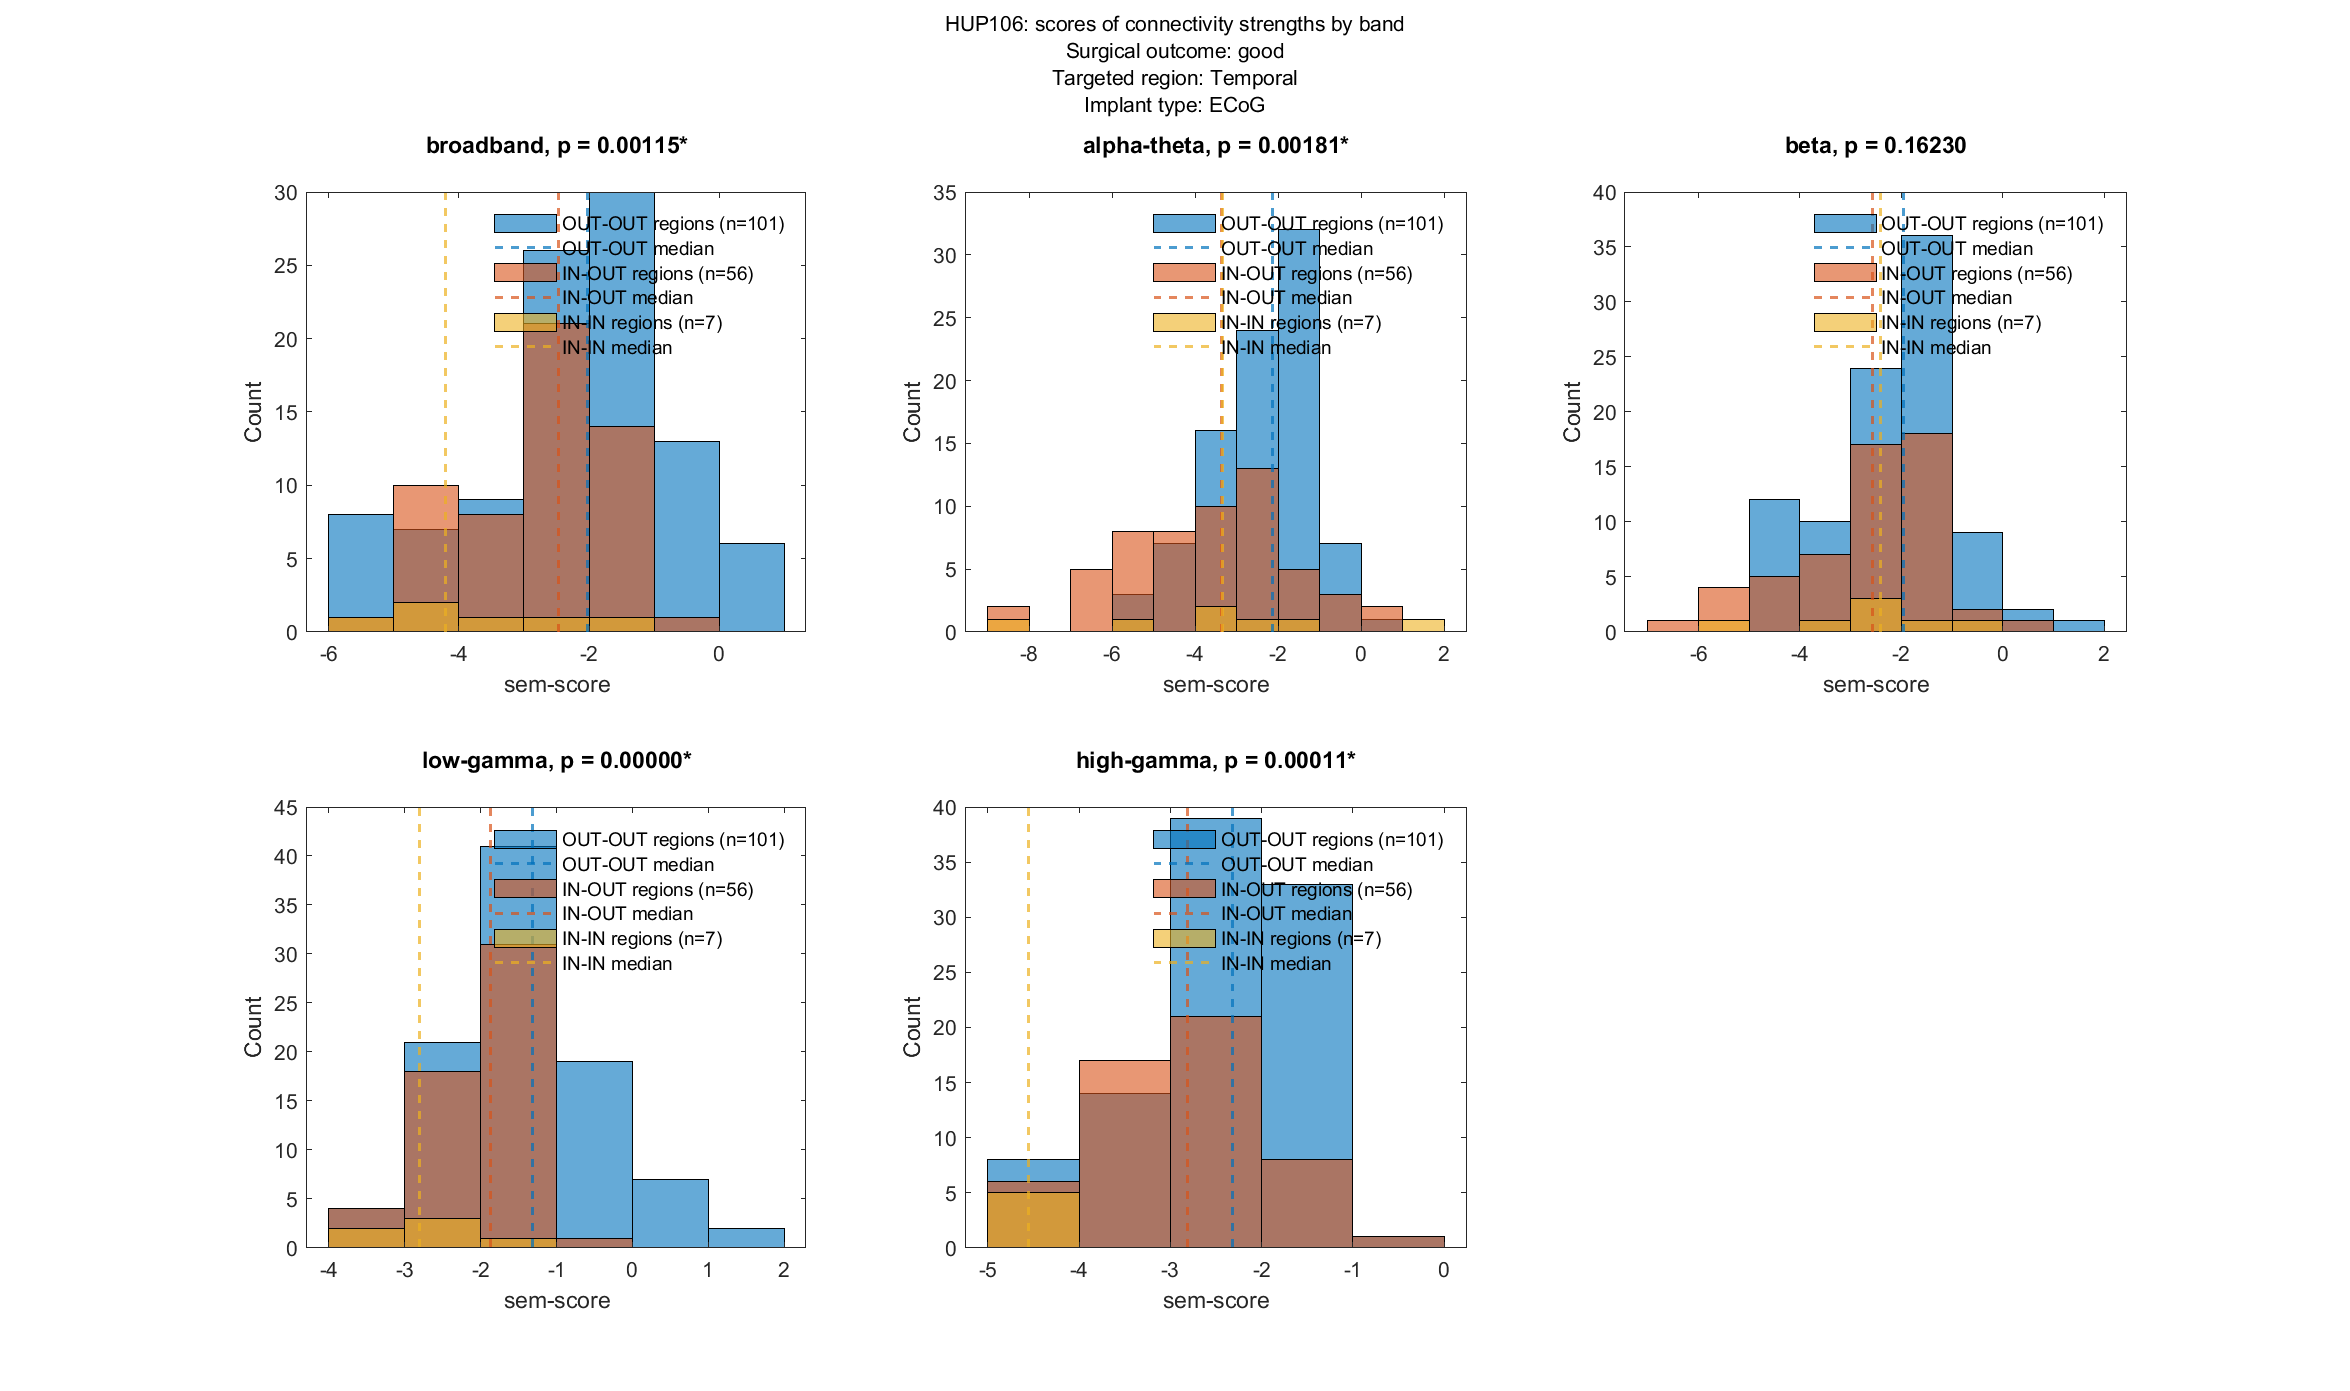 HUP106: scores of connectivity strengths by band
Surgical outcome: good
Targeted region: Temporal
Implant type: ECoG
broadband, p = 0.00115*
30
25
20
15
10
5
0
Count
OUT-OUT regions (n=101)
OUT-OUT median
IN-OUT regions (n=56)
IN-OUT median
IN-IN regions (n=7)
IN-IN median
-6 -4 -2 0
sem-score
alpha-theta, p = 0.00181*
35
30
25
20
15
10
5
0
Count
OUT-OUT regions (n=101)
OUT-OUT median
IN-OUT regions (n=56)
IN-OUT median
IN-IN regions (n=7)
IN-IN median
-8 -6 -4 -2 0 2
sem-score
beta, p = 0.16230
40
35
30
25
20
15
10
5
0
Count
OUT-OUT regions (n=101)
OUT-OUT median
IN-OUT regions (n=56)
IN-OUT median
IN-IN regions (n=7)
IN-IN median
-6 -4 -2 0 2
sem-score
low-gamma, p = 0.00000*
45
40
35
30
25
20
15
10
5
0
Count
OUT-OUT regions (n=101)
OUT-OUT median
IN-OUT regions (n=56)
IN-OUT median
IN-IN regions (n=7)
IN-IN median
-4 -3 -2 -1 0 1 2
sem-score
high-gamma, p = 0.00011*
40
35
30
25
20
15
10
5
0
Count
OUT-OUT regions (n=101)
OUT-OUT median
IN-OUT regions (n=56)
IN-OUT median
IN-IN regions (n=7)
IN-IN median
-5 -4 -3 -2 -1 0
sem-score